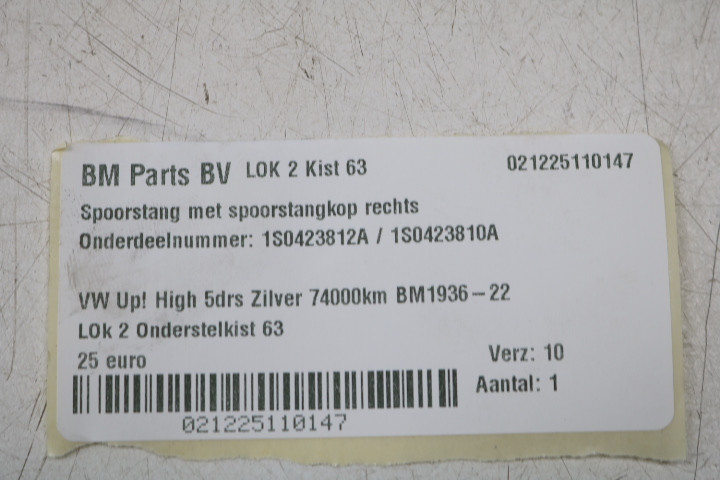 BM Parts BV LOK 2 Kist 63 021225110147
Spoorstang met spoorstangkop rechts
Onderdeelnummer: 1S0423812A / 1S0423810A
VW Up! High 5drs Zilver 74000km BM1936-22
LOk 2 Onderstelkist 63
25 euro Verz: 10
Aantal: 1
021225110147